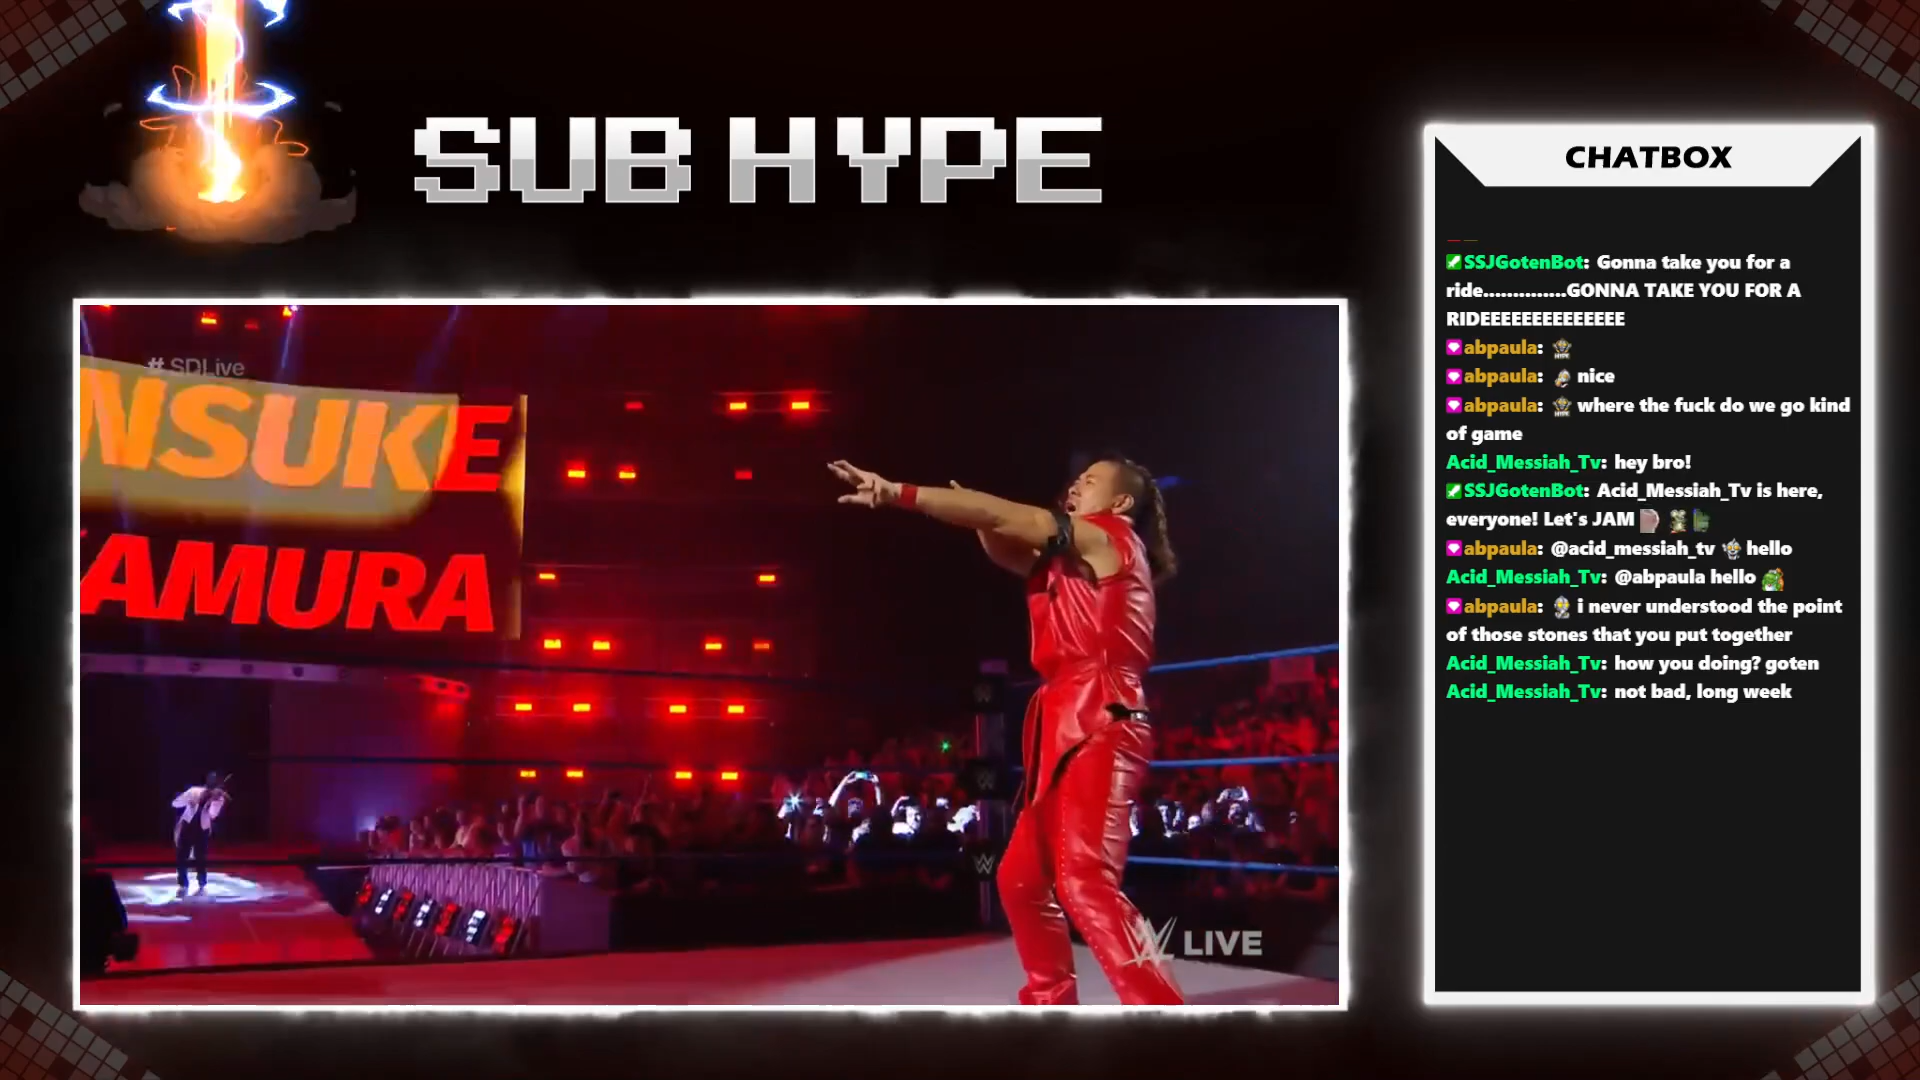 SUB HYPE
CHATBOX
SSJGotenBot: Gonna take you for a
ride..............GONNA TAKE YOU FOR A
RIDEEEEEEEEEEEEEE
abpaula:
abpaula: nice
abpaula: where the fuck do we go kind
of game
Acid_Messiah_Tv: hey bro!
SSJGotenBot: Acid_Messiah_Tv is here,
everyone! Let's JAM
abpaula: @acid_messiah_tv hello
Acid_Messiah_Tv: @abpaula hello
abpaula: i never understood the point
of those stones that you put together
Acid_Messiah_Tv: how you doing? goten
Acid_Messiah_Tv: not bad, long week
# SDLive
NSUKE
AMURA
W LIVE